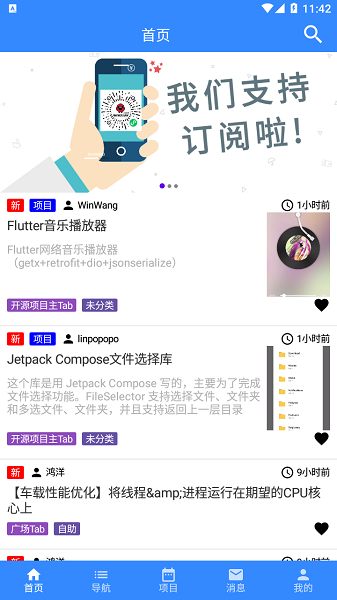 A
11:42
首页
我们支持
订阅啦!
新 项目 WinWang 1小时前
Flutter音乐播放器
Flutter网络音乐播放器
(getx+retrofit+dio+jsonserialize)
开源项目主Tab 未分类
新 项目 linpopopo 1小时前
Jetpack Compose文件选择库
这个库是用 Jetpack Compose 写的，主要为了完成
文件选择功能。FileSelector 支持选择文件、文件夹
和多选文件、文件夹，并且支持返回上一层目录
开源项目主Tab 未分类
新 鸿洋 9小时前
【车载性能优化】将线程&amp;进程运行在期望的CPU核
心上
广场Tab 自助
首页 导航 项目 消息 我的